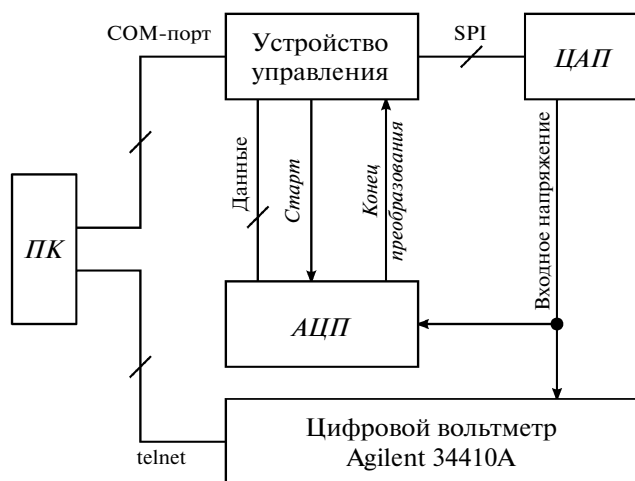 COM-порт
Устройство
управления
SPI
ЦАП
Данные
Старт
Конец
преобразования
Входное напряжение
ПК
АЦП
telnet
Цифровой вольтметр
Agilent 34410A